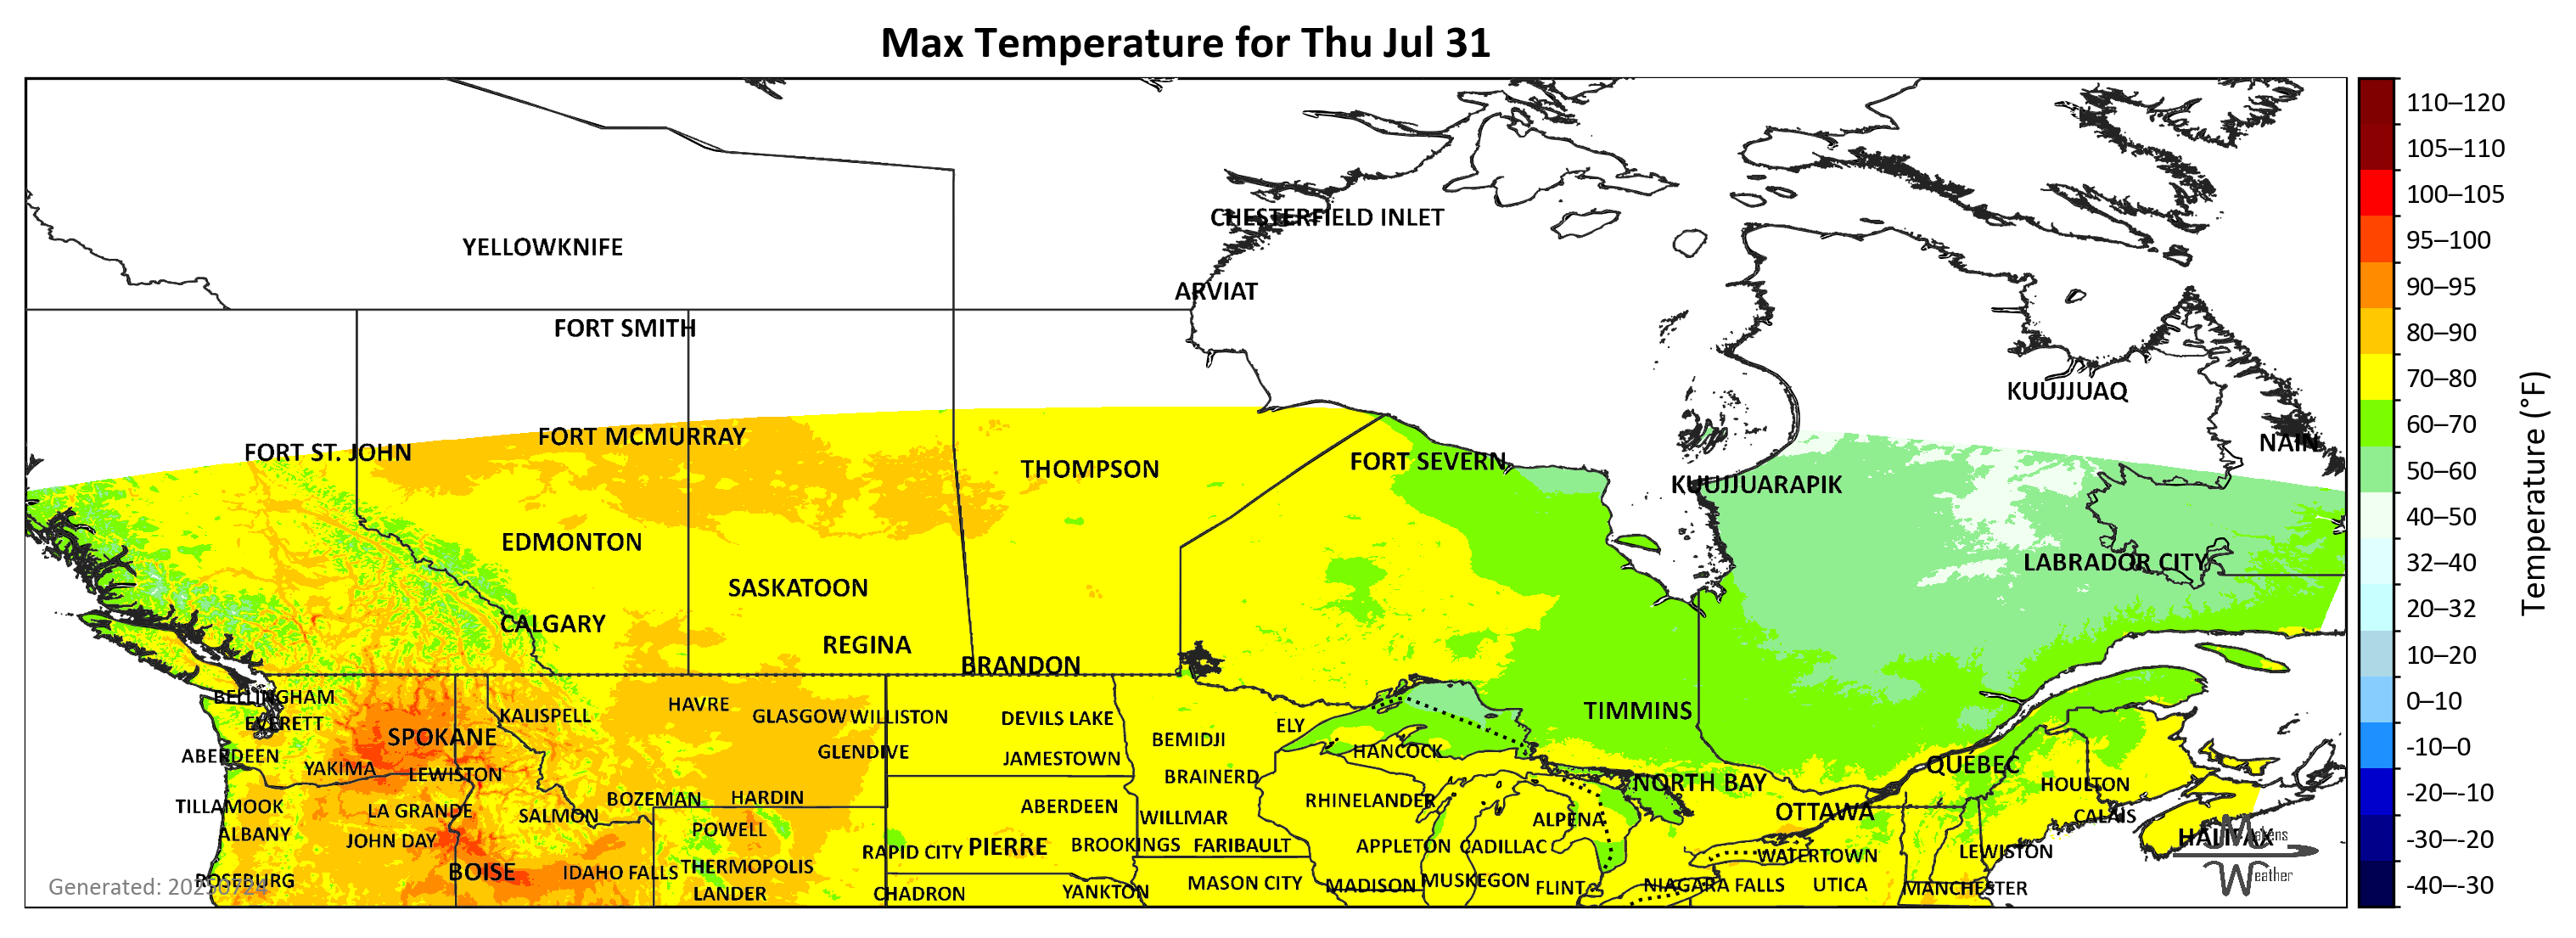 Max Temperature for Thu Jul 31
CHESTERFIELD INLET
YELLOWKNIFE
ARVIAT
FORT SMITH
KUUJJUAQ
FORT MCMURRAY
NAIN
FORT ST. JOHN
FORT SEVERN
THOMPSON
KUUJJUARAPIK
EDMONTON
LABRADOR CITY
SASKATOON
CALGARY
REGINA
BRANDON
BELLINGHAM
HAVRE
TIMMINS
KALISPELL
GLASGOW
WILLISTON
DEVILS LAKE
EVERETT
ELY
SPOKANE
BEMIDJI
HANCOCK
GLENDIVE
ABERDEEN
JAMESTOWN
QUÉBEC
YAKIMA
LEWISTON
BRAINERD
NORTH BAY
HOULTON
BOZEMAN
HARDIN
RHINELANDER
TILLAMOOK
ABERDEEN
LA GRANDE
OTTAWA
SALMON
WILLMAR
CALAIS
ALPENA
POWELL
ALBANY
HALIFAX
JOHN DAY
PIERRE
BROOKINGS
FARIBAULT
APPLETON
CADILLAC
RAPID CITY
LEWISTON
WATERTOWN
THERMOPOLIS
BOISE
IDAHO FALLS
ROSEBURG
MUSKEGON
MASON CITY
MADISON
NIAGARA FALLS
UTICA
FLINT
MANCHESTER
LANDER
CHADRON
YANKTON
Generated: 20250724
Makens
Weather
110–120
105–110
100–105
95–100
90–95
80–90
70–80
60–70
50–60
40–50
32–40
20–32
10–20
0–10
-10–0
-20–-10
-30–-20
-40–-30
Temperature (°F)